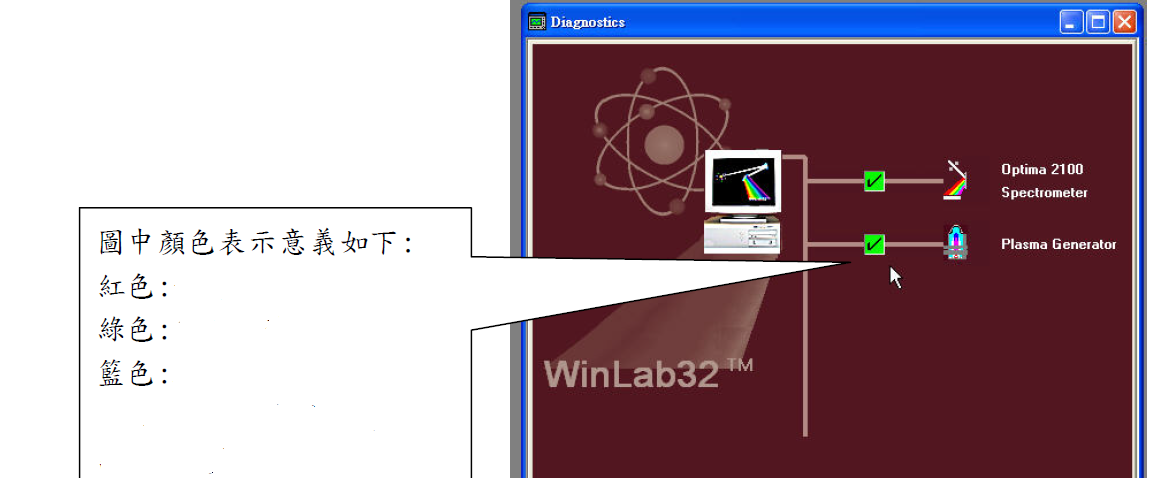 Diagnostics
Optima 2100
Spectrometer
Plasma Generator
WinLab32™
圖中顏色表示意義如下:
紅色:
綠色:
籃色: